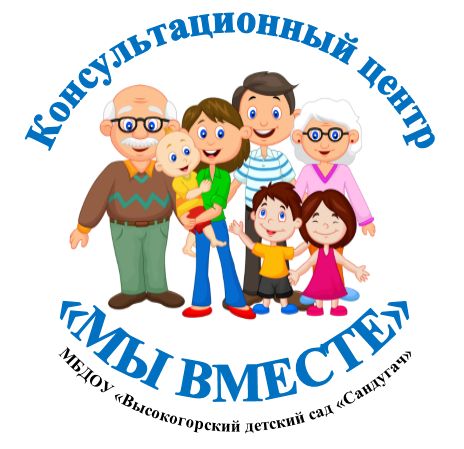 Консультационный центр
«МЫ ВМЕСТЕ»
МБДОУ «Высокогорский детский сад «Сандугач»